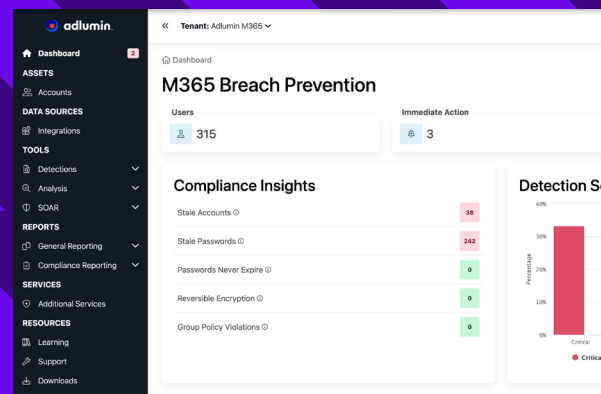 adlumin.
Dashboard 2
ASSETS
Accounts
DATA SOURCES
Integrations
TOOLS
Detections
Analysis
SOAR
REPORTS
General Reporting
Compliance Reporting
SERVICES
Additional Services
RESOURCES
Learning
Support
Downloads
Tenant: Adlumin M365
Dashboard
M365 Breach Prevention
Users
315
Immediate Action
3
Compliance Insights
Stale Accounts 38
Stale Passwords 242
Passwords Never Expire 0
Reversible Encryption 0
Group Policy Violations 0
Detection Se
40%
30%
20%
10%
0%
Percentage
Critical
Critica